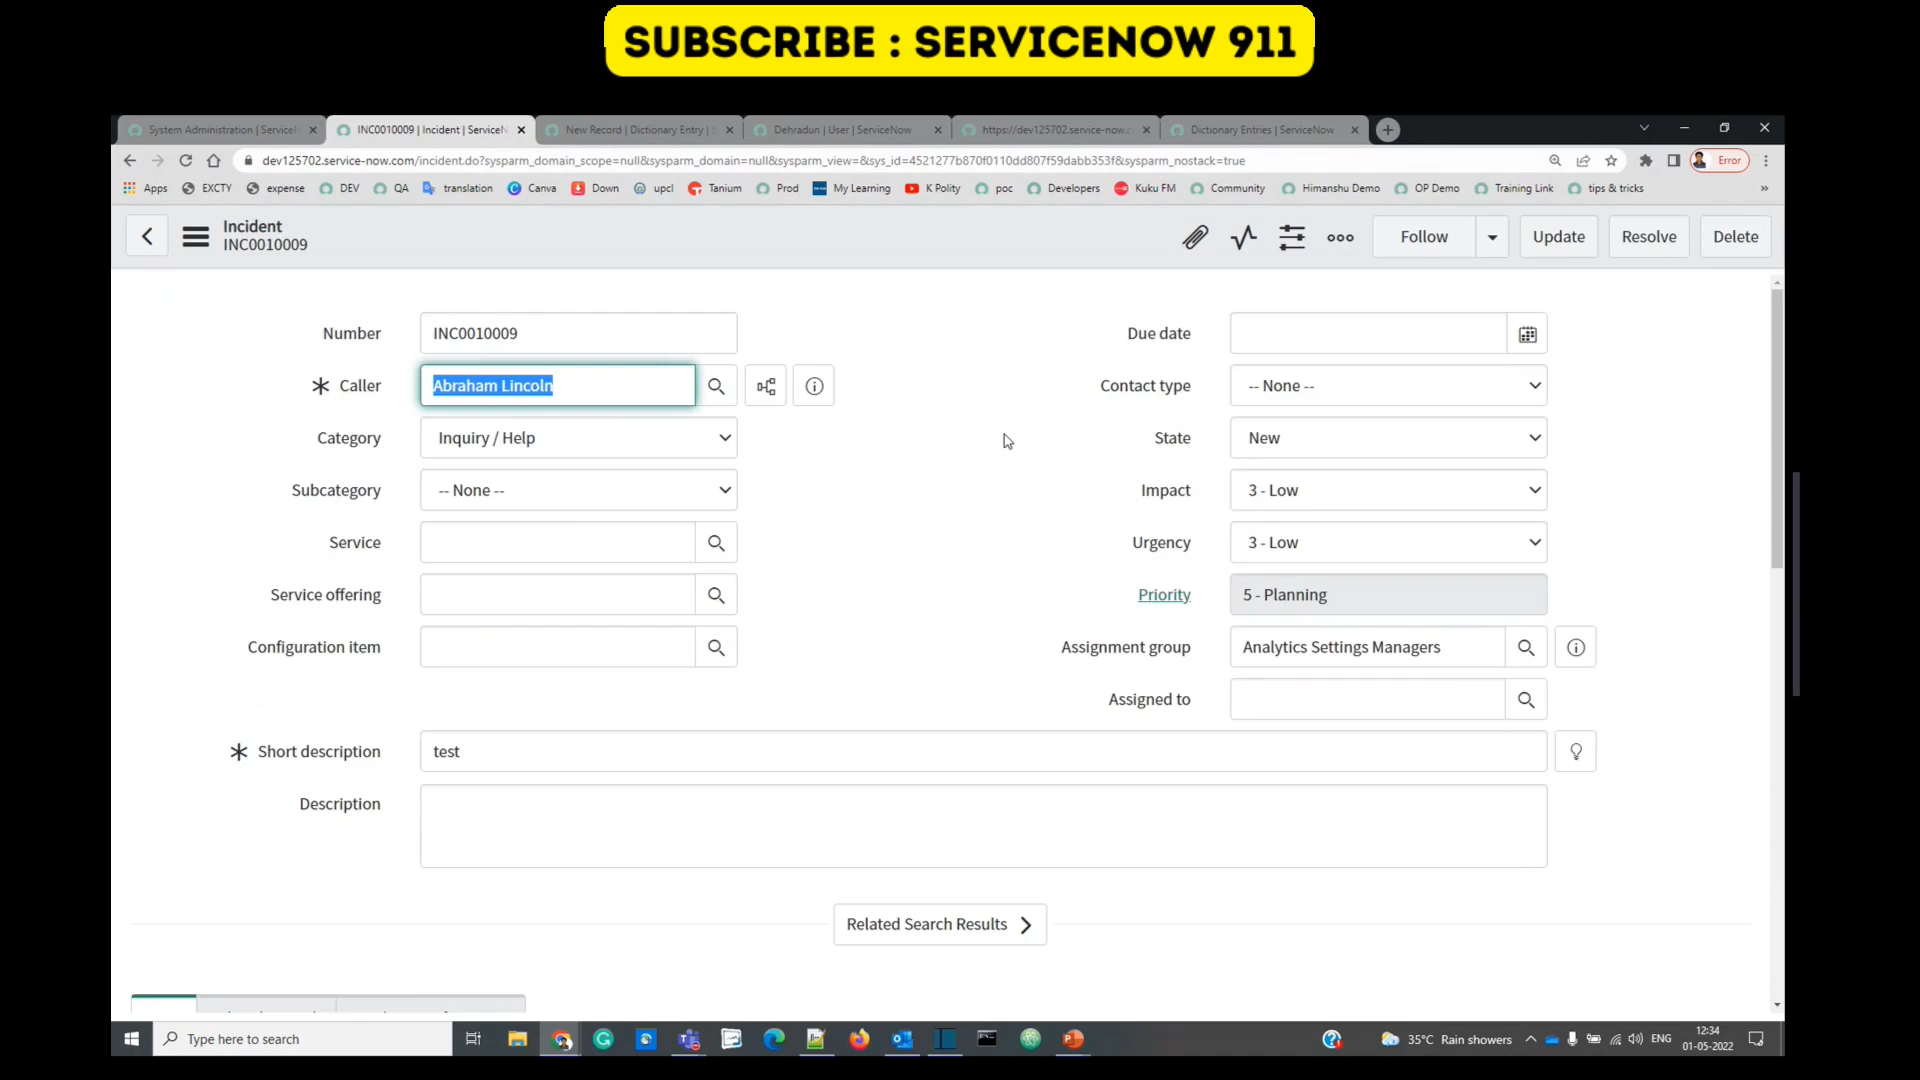 SUBSCRIBE : SERVICENOW 911
System Administration | Service
INC0010009 | Incident | Service
New Record | Dictionary Entry |
Dehradun | User | ServiceNow
https://dev125702.service-now.c
Dictionary Entries | ServiceNow
dev125702.service-now.com/incident.do?sysparm_domain_scope=null&sysparm_domain=null&sysparm_view=&sys_id=4521277b870f0110dd807f59dabb353f&sysparm_nostack=true
Error
Apps EXCTY expense DEV QA translation Canva Down upcl Tanium Prod My Learning K Polity poc Developers Kuku FM Community Himanshu Demo OP Demo Training Link tips & tricks »
Incident
INC0010009
Follow Update Resolve Delete
Number INC0010009 Due date
Caller Abraham Lincoln Contact type -- None --
Category Inquiry / Help State New
Subcategory -- None -- Impact 3 - Low
Service Urgency 3 - Low
Service offering Priority 5 - Planning
Configuration item Assignment group Analytics Settings Managers
Assigned to
Short description test
Description
Related Search Results
Type here to search
35°C Rain showers
ENG
12:34
01-05-2022